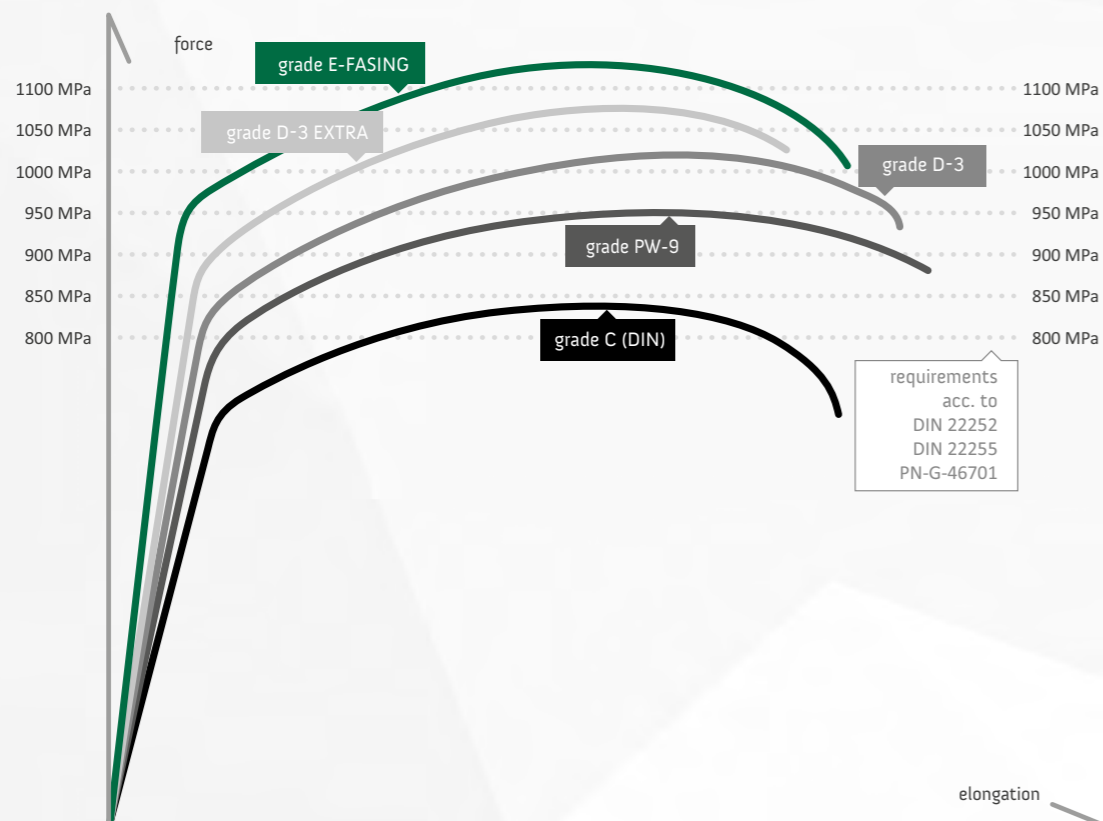 force
grade E-FASING
1100 MPa
1100 MPa
grade D-3 EXTRA
1050 MPa
1050 MPa
grade D-3
1000 MPa
1000 MPa
950 MPa
950 MPa
grade PW-9
900 MPa
900 MPa
850 MPa
850 MPa
grade C (DIN)
800 MPa
800 MPa
requirements
acc. to
DIN 22252
DIN 22255
PN-G-46701
elongation